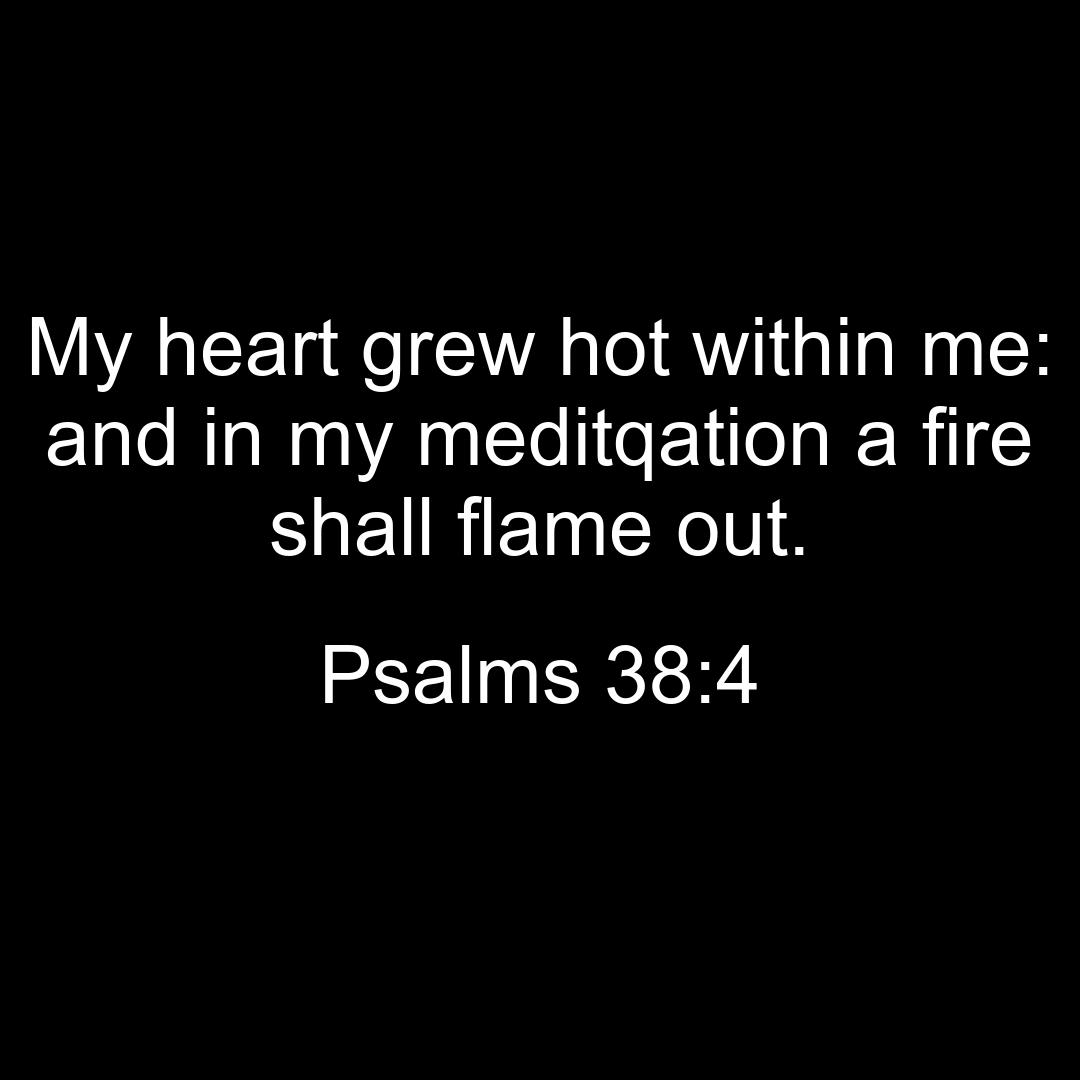 My heart grew hot within me:
and in my meditqation a fire
shall flame out.
Psalms 38:4